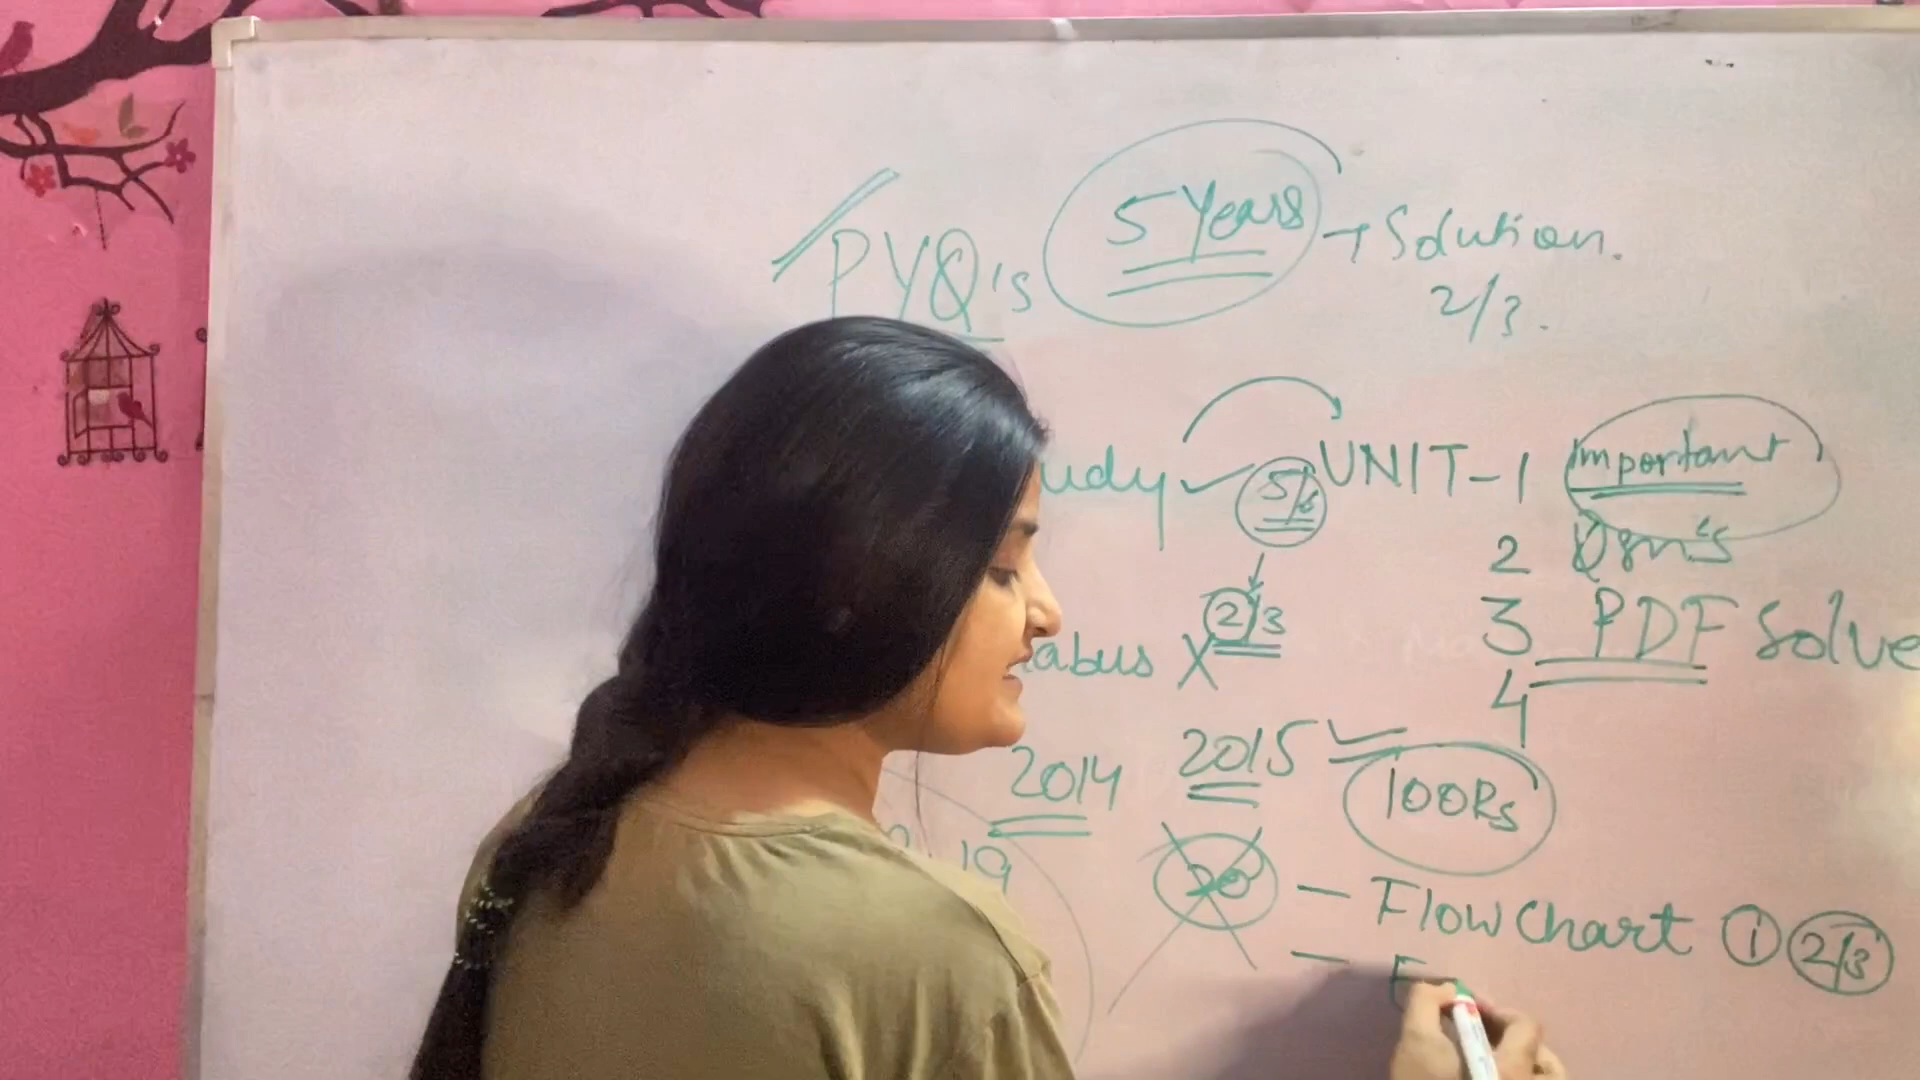 PYQ's 5 Years → Solution.
2/3.
udy ✓ 5/6 UNIT-1 Important
2 Qsn's
2/3
3 PDF Solve
abus X
4
2014 2015 ✓
100Rs
19
- Flow Chart ① 2/3
-